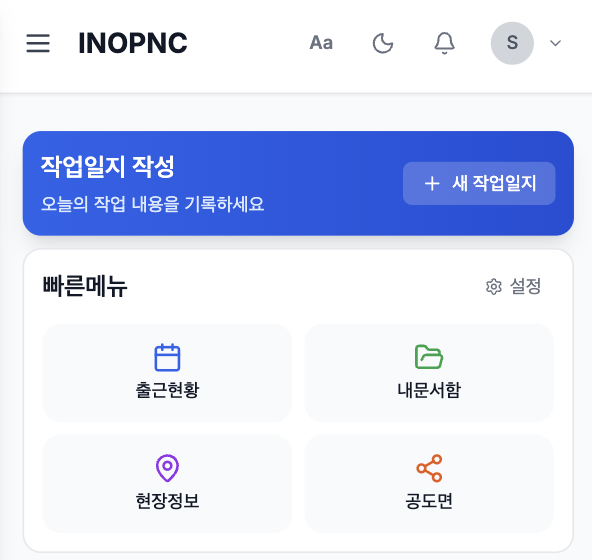 INOPNC
Aa
S
작업일지 작성
오늘의 작업 내용을 기록하세요
+ 새 작업일지
빠른메뉴
설정
출근현황
내문서함
현장정보
공도면